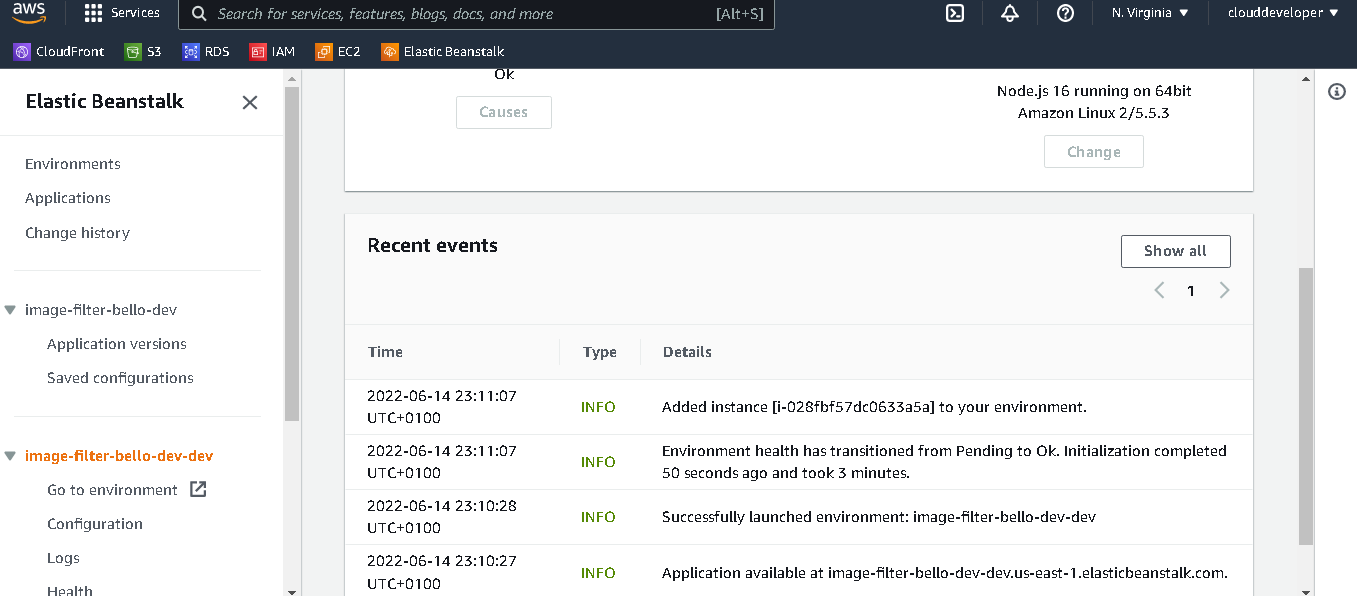 aws
Services
Search for services, features, blogs, docs, and more
[Alt+S]
N. Virginia
clouddeveloper
CloudFront
S3
RDS
IAM
EC2
Elastic Beanstalk
Elastic Beanstalk
Environments
Applications
Change history
image-filter-bello-dev
Application versions
Saved configurations
image-filter-bello-dev-dev
Go to environment
Configuration
Logs
Health
Ok
Causes
Node.js 16 running on 64bit
Amazon Linux 2/5.5.3
Change
Recent events
Show all
1
Time Type Details
2022-06-14 23:11:07
UTC+0100
INFO
Added instance [i-028fbf57dc0633a5a] to your environment.
2022-06-14 23:11:07
UTC+0100
INFO
Environment health has transitioned from Pending to Ok. Initialization completed
50 seconds ago and took 3 minutes.
2022-06-14 23:10:28
UTC+0100
INFO
Successfully launched environment: image-filter-bello-dev-dev
2022-06-14 23:10:27
UTC+0100
INFO
Application available at image-filter-bello-dev-dev.us-east-1.elasticbeanstalk.com.